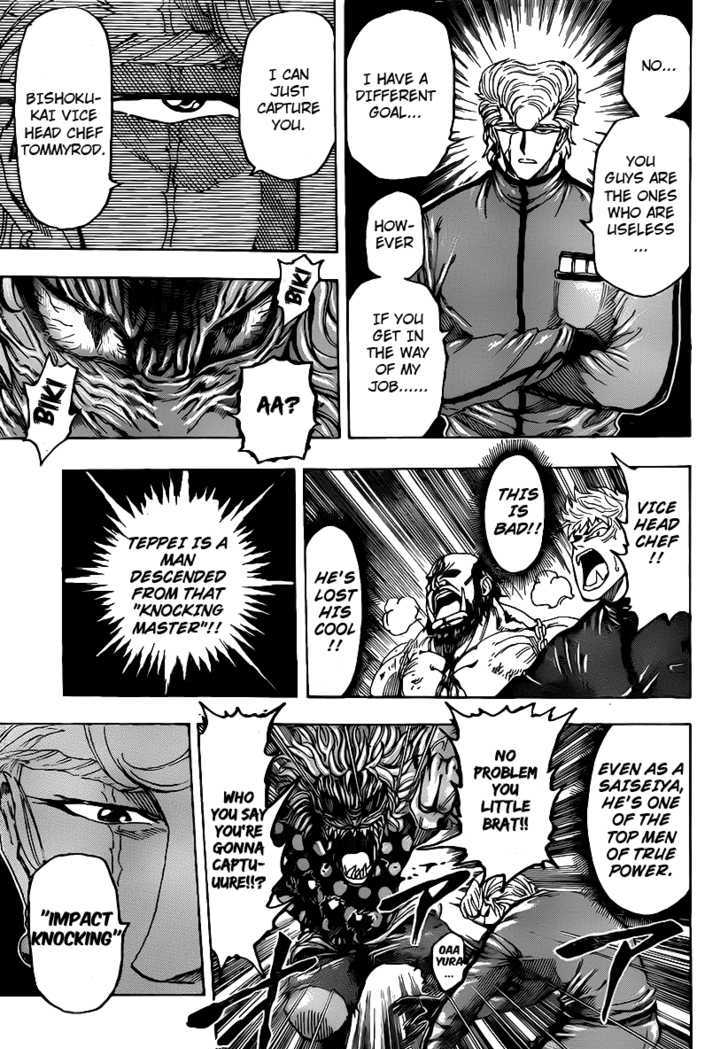 NO...
YOU
GUYS ARE
THE ONES
WHO ARE
USELESS
...
I HAVE A
DIFFERENT
GOAL...
HOW-
EVER
IF YOU
GET IN
THE WAY
OF MY
JOB......
I CAN
JUST
CAPTURE
YOU.
BISHOKU-
KAI VICE
HEAD CHEF
TOMMYROD.
BIKI
AA?
BIKI
VICE
HEAD
CHEF
!!
THIS
IS
BAD!!
HE'S
LOST
HIS
COOL
!!
TEPPEI IS A
MAN
DESCENDED
FROM THAT
"KNOCKING
MASTER"!!
EVEN AS A
SAISEIYA,
HE'S ONE
OF THE
TOP MEN
OF TRUE
POWER.
NO
PROBLEM
YOU
LITTLE
BRAT!!
WHO
YOU SAY
YOU'RE
GONNA
CAPTU-
UURE!!?
OAA
YURA
...
ドン
"IMPACT
KNOCKING"